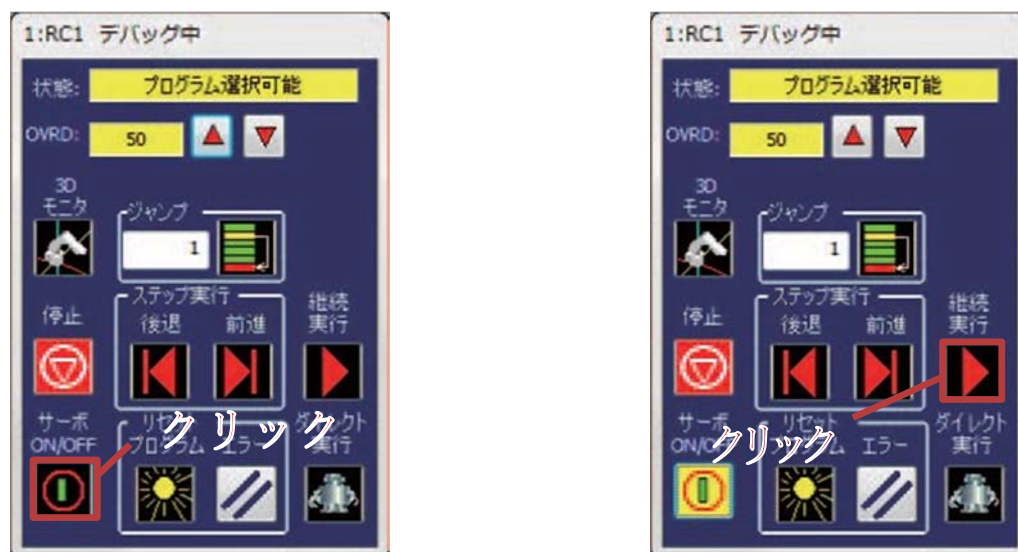 1:RC1 デバッグ中
状態: プログラム選択可能
OVRD: 50
3D
モニタ
ジャンプ
1
ステップ実行
停止
後退 前進
継続
実行
サーボ
ON/OFF
リセット
プログラム エラー
ダイレクト
実行
クリック
1:RC1 デバッグ中
状態: プログラム選択可能
OVRD: 50
3D
モニタ
ジャンプ
1
ステップ実行
停止
後退 前進
継続
実行
サーボ
ON/OFF
リセット
プログラム エラー
ダイレクト
実行
クリック